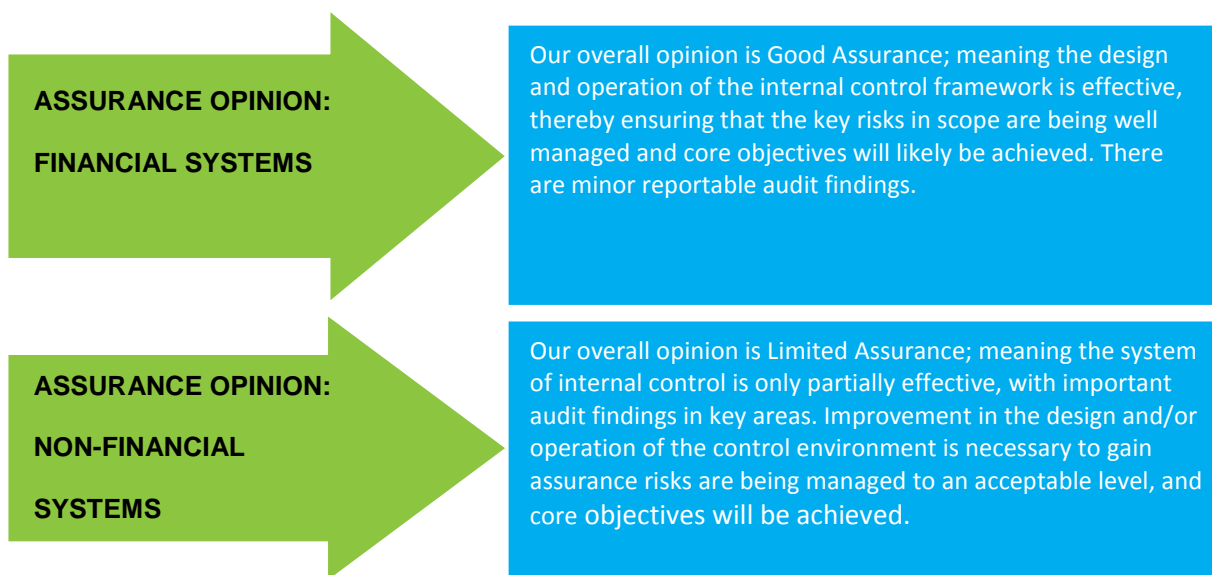 ASSURANCE OPINION:
FINANCIAL SYSTEMS
Our overall opinion is Good Assurance; meaning the design
and operation of the internal control framework is effective,
thereby ensuring that the key risks in scope are being well
managed and core objectives will likely be achieved. There
are minor reportable audit findings.
ASSURANCE OPINION:
NON-FINANCIAL
SYSTEMS
Our overall opinion is Limited Assurance; meaning the system
of internal control is only partially effective, with important
audit findings in key areas. Improvement in the design and/or
operation of the control environment is necessary to gain
assurance risks are being managed to an acceptable level, and
core objectives will be achieved.